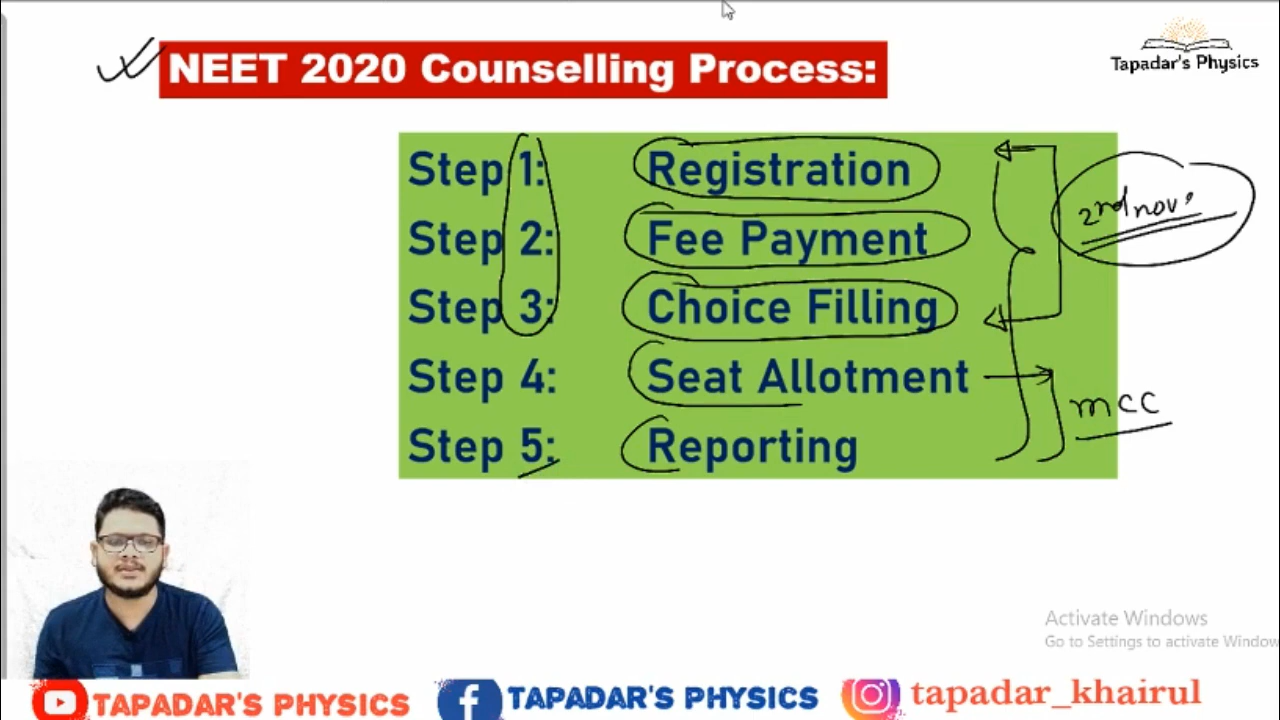 NEET 2020 Counselling Process:
Tapadar's Physics
Step 1: Registration
Step 2: Fee Payment
Step 3: Choice Filling
Step 4: Seat Allotment
Step 5: Reporting
2nd nov.
mcc
Activate Windows
Go to Settings to activate Window
TAPADAR'S PHYSICS
TAPADAR'S PHYSICS
tapadar_khairul